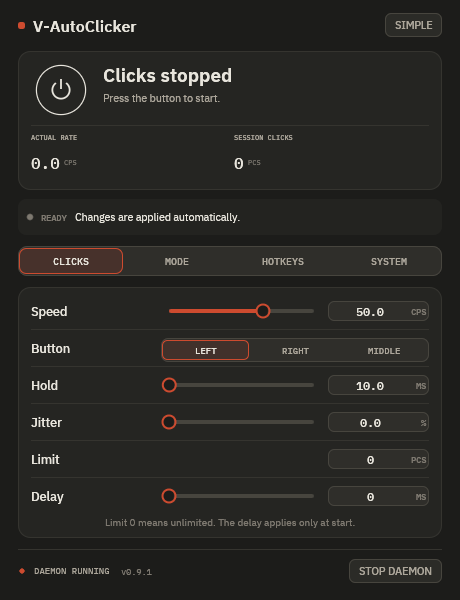 V-AutoClicker
SIMPLE
Clicks stopped
Press the button to start.
ACTUAL RATE SESSION CLICKS
0.0 CPS 0 PCS
READY Changes are applied automatically.
CLICKS MODE HOTKEYS SYSTEM
Speed 50.0 CPS
Button LEFT RIGHT MIDDLE
Hold 10.0 MS
Jitter 0.0 %
Limit 0 PCS
Delay 0 MS
Limit 0 means unlimited. The delay applies only at start.
DAEMON RUNNING v0.9.1 STOP DAEMON